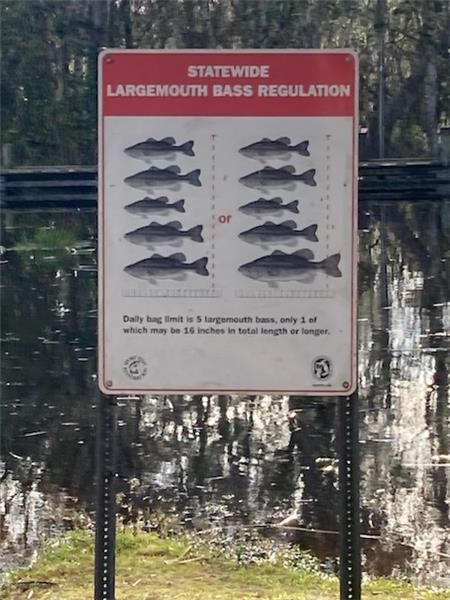 STATEWIDE
LARGEMOUTH BASS REGULATION
or
Daily bag limit is 5 largemouth bass, only 1 of
which may be 16 inches in total length or longer.